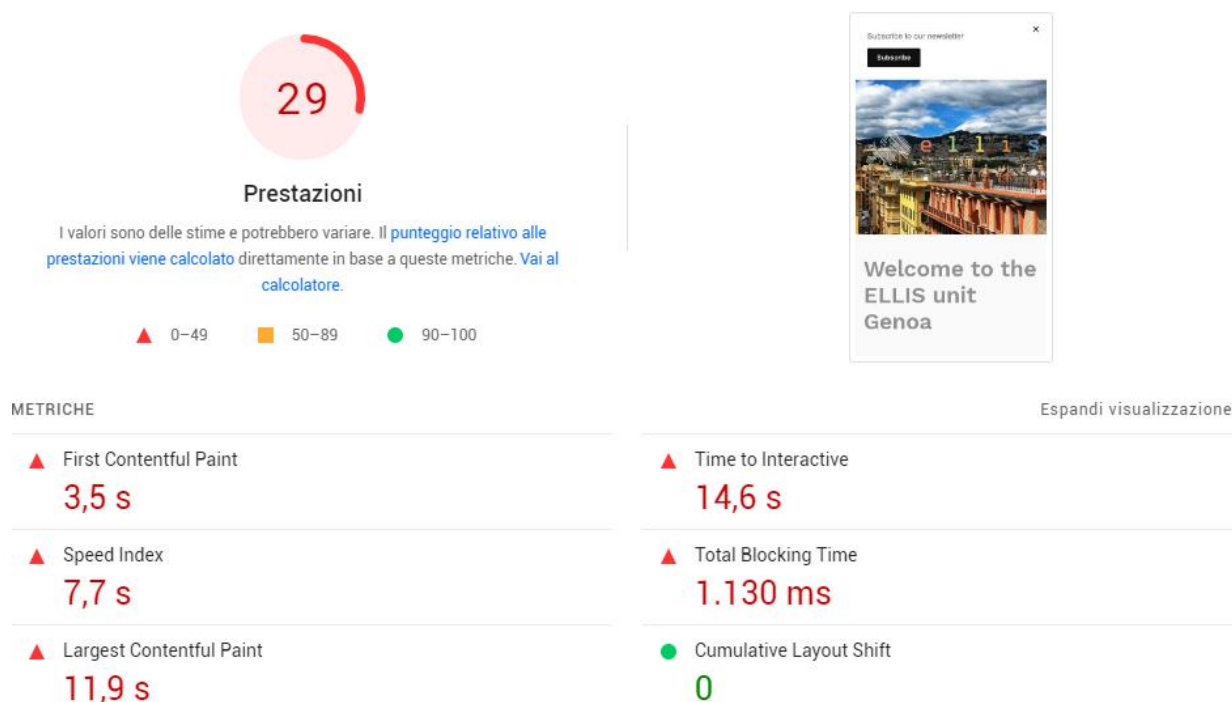 29
Prestazioni
I valori sono delle stime e potrebbero variare. Il punteggio relativo alle
prestazioni viene calcolato direttamente in base a queste metriche. Vai al
calcolatore.
0–49
50–89
90–100
Subscribe to our newsletter
×
Subscribe
ellis
Welcome to the
ELLIS unit
Genoa
METRICHE
Espandi visualizzazione
First Contentful Paint
3,5 s
Time to Interactive
14,6 s
Speed Index
7,7 s
Total Blocking Time
1.130 ms
Largest Contentful Paint
11,9 s
Cumulative Layout Shift
0